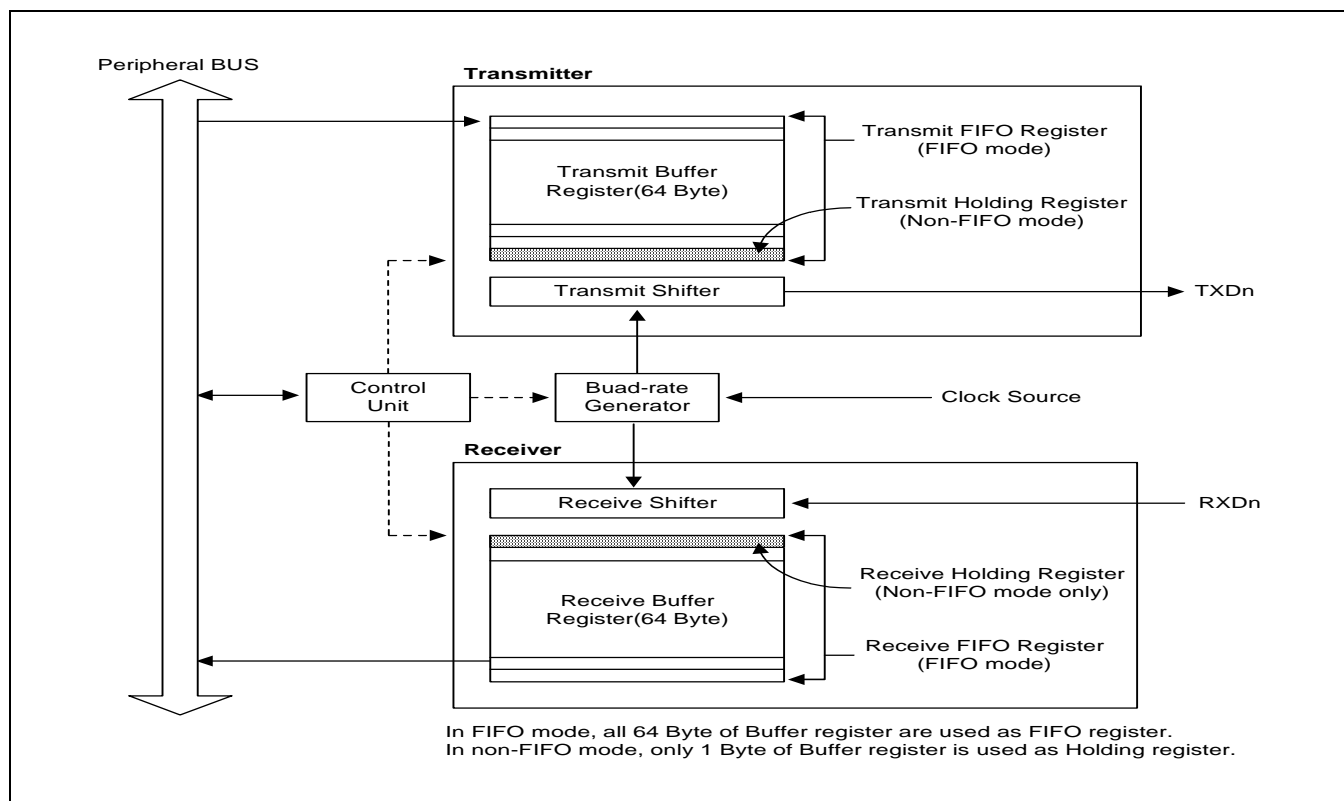 Peripheral BUS
Transmitter
Transmit FIFO Register
(FIFO mode)
Transmit Buffer
Register(64 Byte)
Transmit Holding Register
(Non-FIFO mode)
Transmit Shifter
TXDn
Control
Unit
Buad-rate
Generator
Clock Source
Receiver
Receive Shifter
RXDn
Receive Holding Register
(Non-FIFO mode only)
Receive Buffer
Register(64 Byte)
Receive FIFO Register
(FIFO mode)
In FIFO mode, all 64 Byte of Buffer register are used as FIFO register.
In non-FIFO mode, only 1 Byte of Buffer register is used as Holding register.